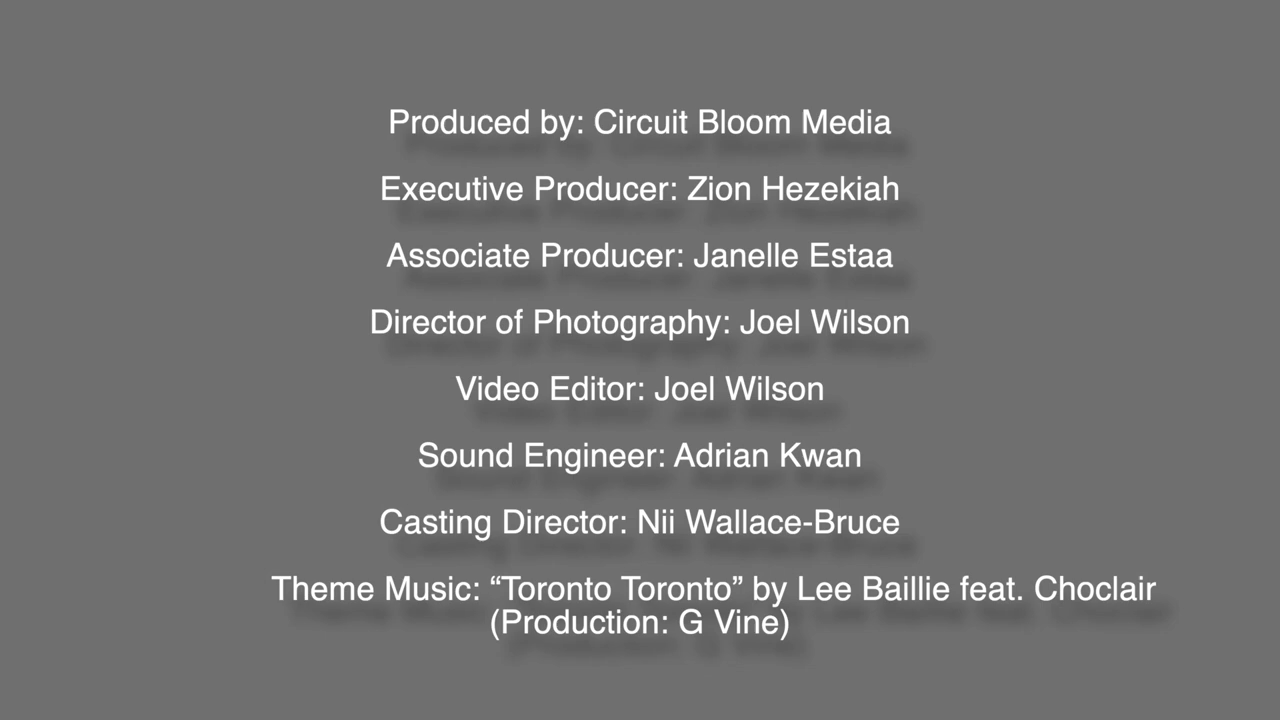 Produced by: Circuit Bloom Media
Executive Producer: Zion Hezekiah
Associate Producer: Janelle Estaa
Director of Photography: Joel Wilson
Video Editor: Joel Wilson
Sound Engineer: Adrian Kwan
Casting Director: Nii Wallace-Bruce
Theme Music: “Toronto Toronto” by Lee Baillie feat. Choclair
(Production: G Vine)